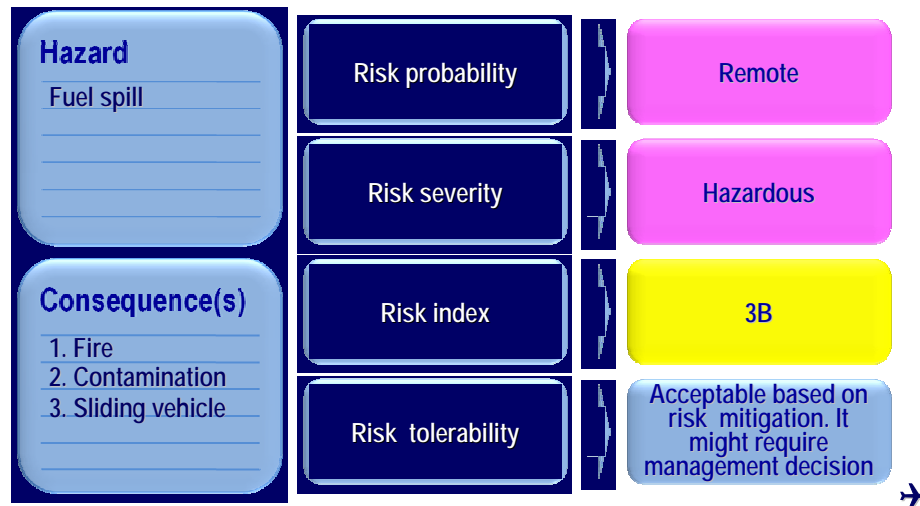 Hazard
Fuel spill
Consequence(s)
1. Fire
2. Contamination
3. Sliding vehicle
Risk probability
Remote
Risk severity
Hazardous
Risk index
3B
Risk tolerability
Acceptable based on
risk mitigation. It
might require
management decision